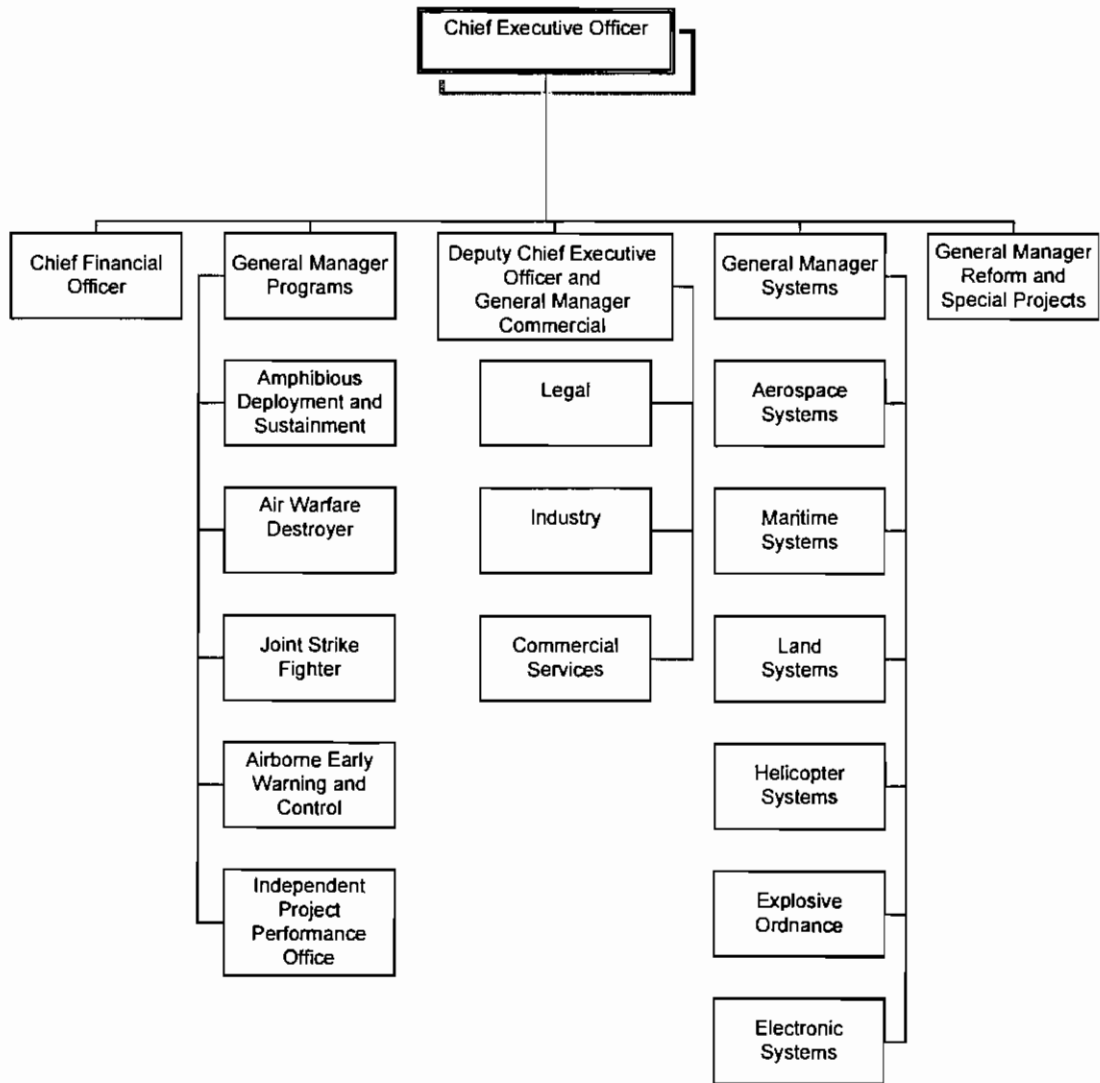 Chief Executive Officer
Chief Financial
Officer
General Manager
Programs
Deputy Chief Executive
Officer and
General Manager
Commercial
General Manager
Systems
General Manager
Reform and
Special Projects
Amphibious
Deployment and
Sustainment
Legal
Aerospace
Systems
Air Warfare
Destroyer
Industry
Maritime
Systems
Joint Strike
Fighter
Commercial
Services
Land
Systems
Airborne Early
Warning and
Control
Helicopter
Systems
Independent
Project
Performance
Office
Explosive
Ordnance
Electronic
Systems